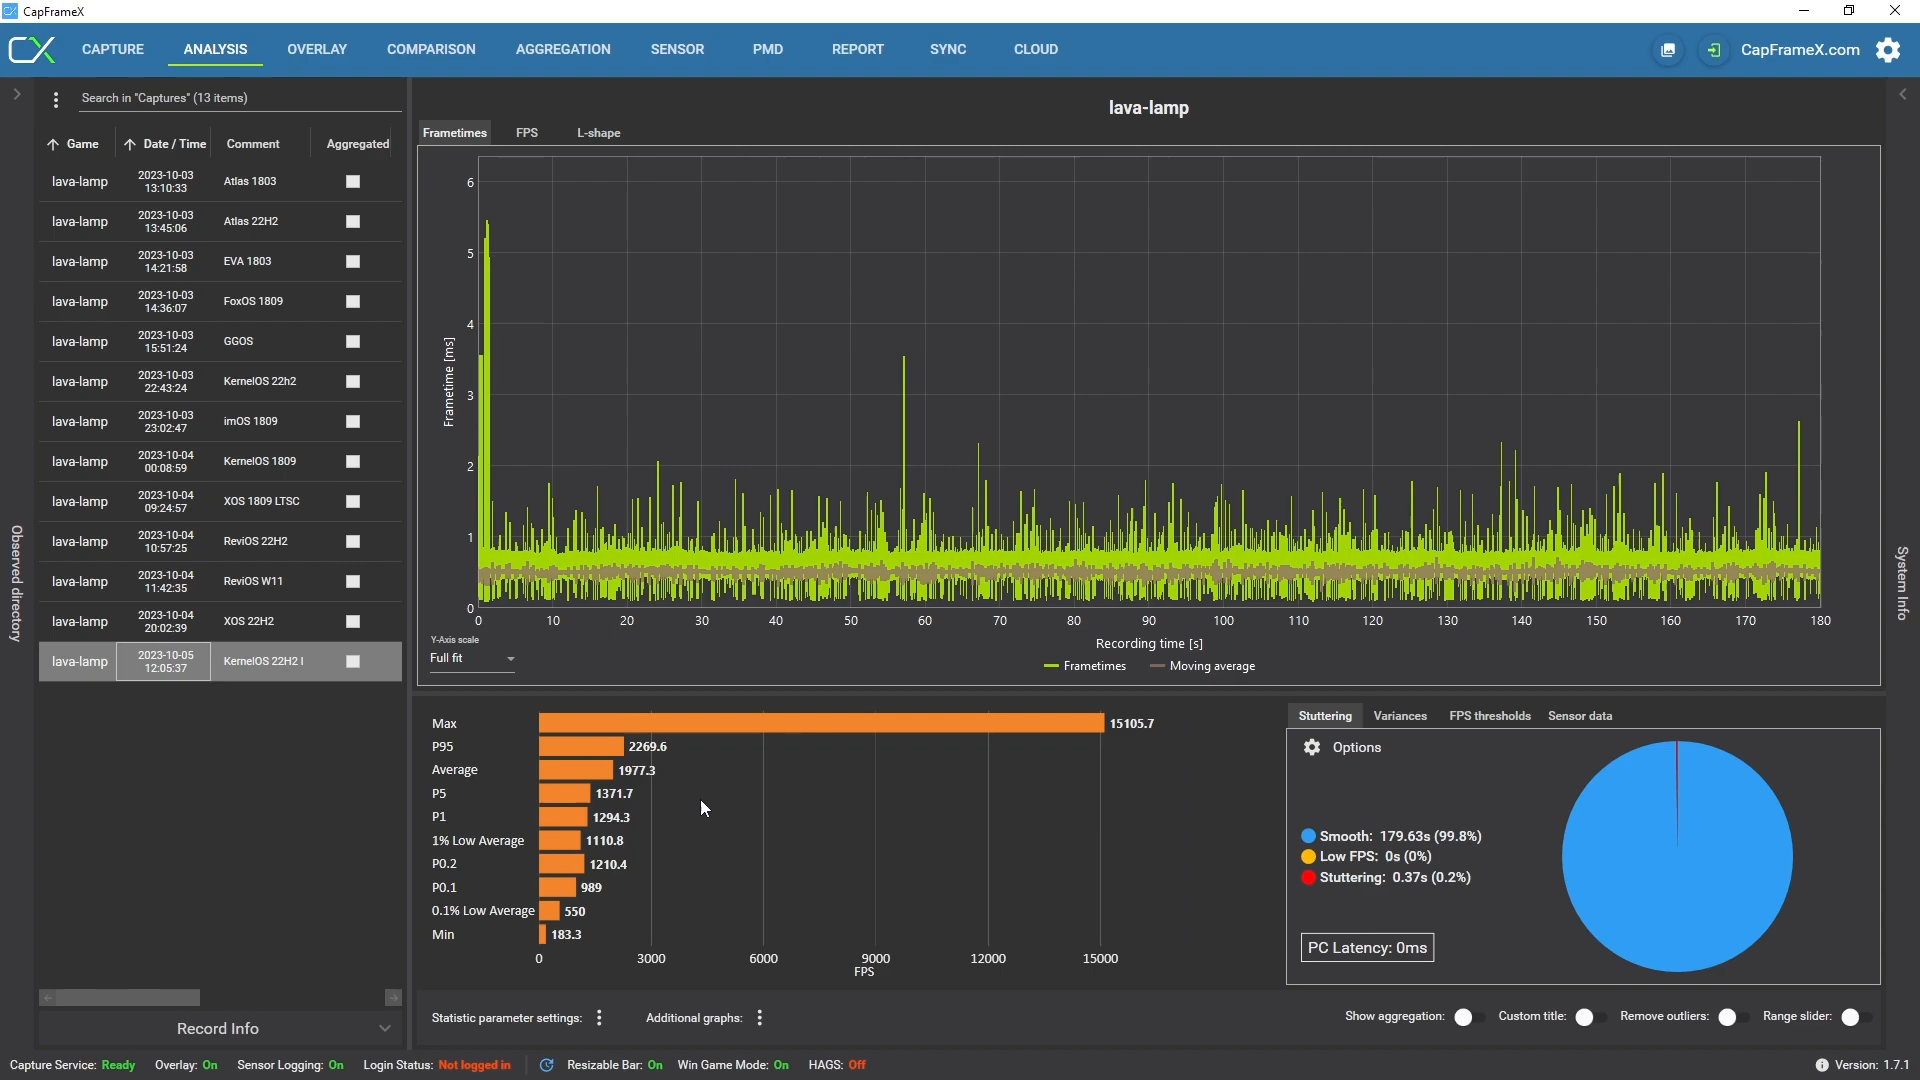 CapFrameX
CX CAPTURE ANALYSIS OVERLAY COMPARISON AGGREGATION SENSOR PMD REPORT SYNC CLOUD CapFrameX.com
Search in "Captures" (13 items)
Game Date / Time Comment Aggregated
lava-lamp 2023-10-03 13:10:33 Atlas 1803
lava-lamp 2023-10-03 13:45:06 Atlas 22H2
lava-lamp 2023-10-03 14:21:58 EVA 1803
lava-lamp 2023-10-03 14:36:07 FoxOS 1809
lava-lamp 2023-10-03 15:51:24 GGOS
lava-lamp 2023-10-03 22:43:24 KernelOS 22h2
lava-lamp 2023-10-03 23:02:47 imOS 1809
lava-lamp 2023-10-04 00:08:59 KernelOS 1809
lava-lamp 2023-10-04 09:24:57 XOS 1809 LTSC
lava-lamp 2023-10-04 10:57:25 ReviOS 22H2
lava-lamp 2023-10-04 11:42:35 ReviOS W11
lava-lamp 2023-10-04 20:02:39 XOS 22H2
lava-lamp 2023-10-05 12:05:37 KernelOS 22H2 I
Record Info
Observed directory
lava-lamp
Frametimes FPS L-shape
6
5
4
3
2
1
0
Frametime [ms]
0 10 20 30 40 50 60 70 80 90 100 110 120 130 140 150 160 170 180
Recording time [s]
Frametimes Moving average
Y-Axis scale
Full fit
System Info
Max 15105.7
P95 2269.6
Average 1977.3
P5 1371.7
P1 1294.3
1% Low Average 1110.8
P0.2 1210.4
P0.1 989
0.1% Low Average 550
Min 183.3
0 3000 6000 9000 12000 15000
FPS
Stuttering Variances FPS thresholds Sensor data
Options
Smooth: 179.63s (99.8%)
Low FPS: 0s (0%)
Stuttering: 0.37s (0.2%)
PC Latency: 0ms
Statistic parameter settings: Additional graphs: Show aggregation: Custom title: Remove outliers: Range slider:
Capture Service: Ready Overlay: On Sensor Logging: On Login Status: Not logged in Resizable Bar: On Win Game Mode: On HAGS: Off Version: 1.7.1